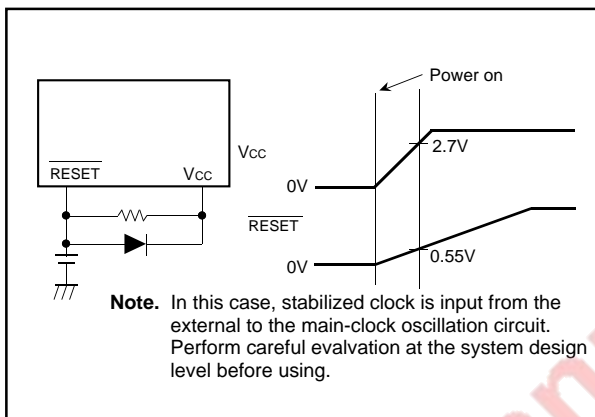 Power on
Vcc
2.7V
0V
RESET
Vcc
RESET
0.55V
0V
Note. In this case, stabilized clock is input from the
external to the main-clock oscillation circuit.
Perform careful evalvation at the system design
level before using.